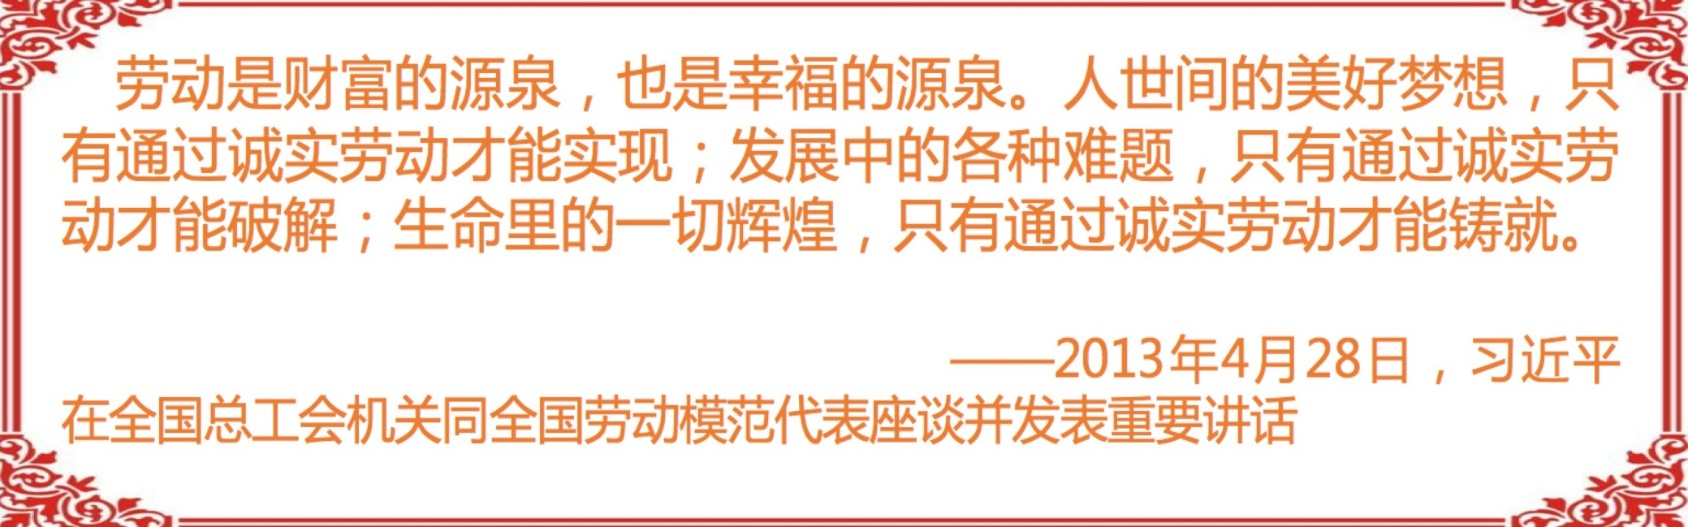 劳动是财富的源泉，也是幸福的源泉。人世间的美好梦想，只
有通过诚实劳动才能实现；发展中的各种难题，只有通过诚实劳
动才能破解；生命里的一切辉煌，只有通过诚实劳动才能铸就。
——2013年4月28日，习近平
在全国总工会机关同全国劳动模范代表座谈并发表重要讲话